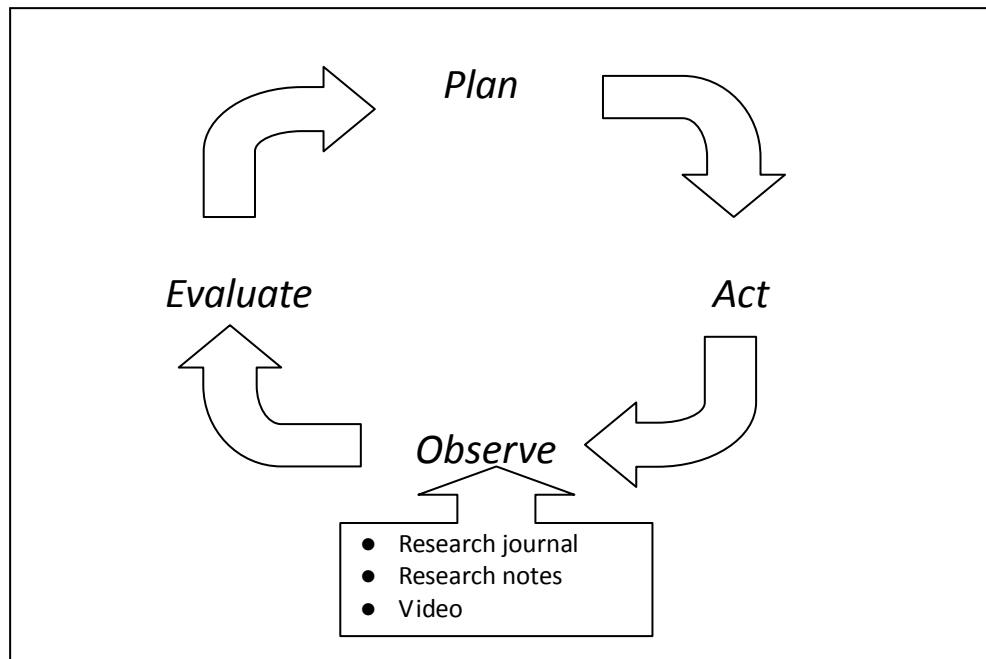 Plan
Evaluate
Act
Observe
● Research journal
● Research notes
● Video